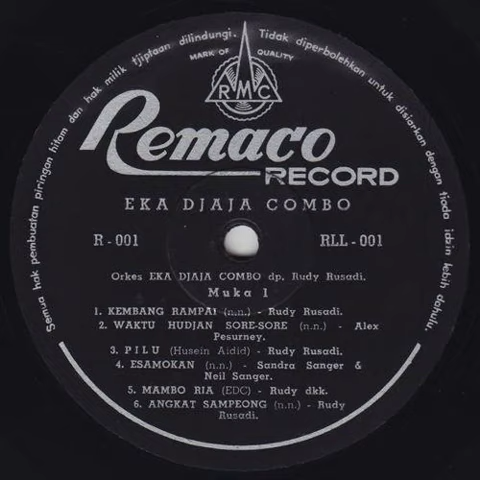 Semua hak pembuatan piringan hitam dan hak milik tjiptaan dilindungi. Tidak diperbolehkan untuk disiarkan dengan tiada idzin lebih dahulu.
MARK OF QUALITY
RMC
Remaco
RECORD
EKA DJAJA COMBO
R - 001 RLL - 001
Orkes EKA DJAJA COMBO dp. Rudy Rusadi.
Muka 1
1. KEMBANG RAMPAI (n.n.) - Rudy Rusadi.
2. WAKTU HUDJAN SORE-SORE (n.n.) - Alex
Pesurney.
3. PILU (Husein Aidid) - Rudy Rusadi.
4. ESAMOKAN (n.n.) - Sandra Sanger &
Neil Sanger.
5. MAMBO RIA (EDC) - Rudy dkk.
6. ANGKAT SAMPEONG (n.n.) - Rudy
Rusadi.